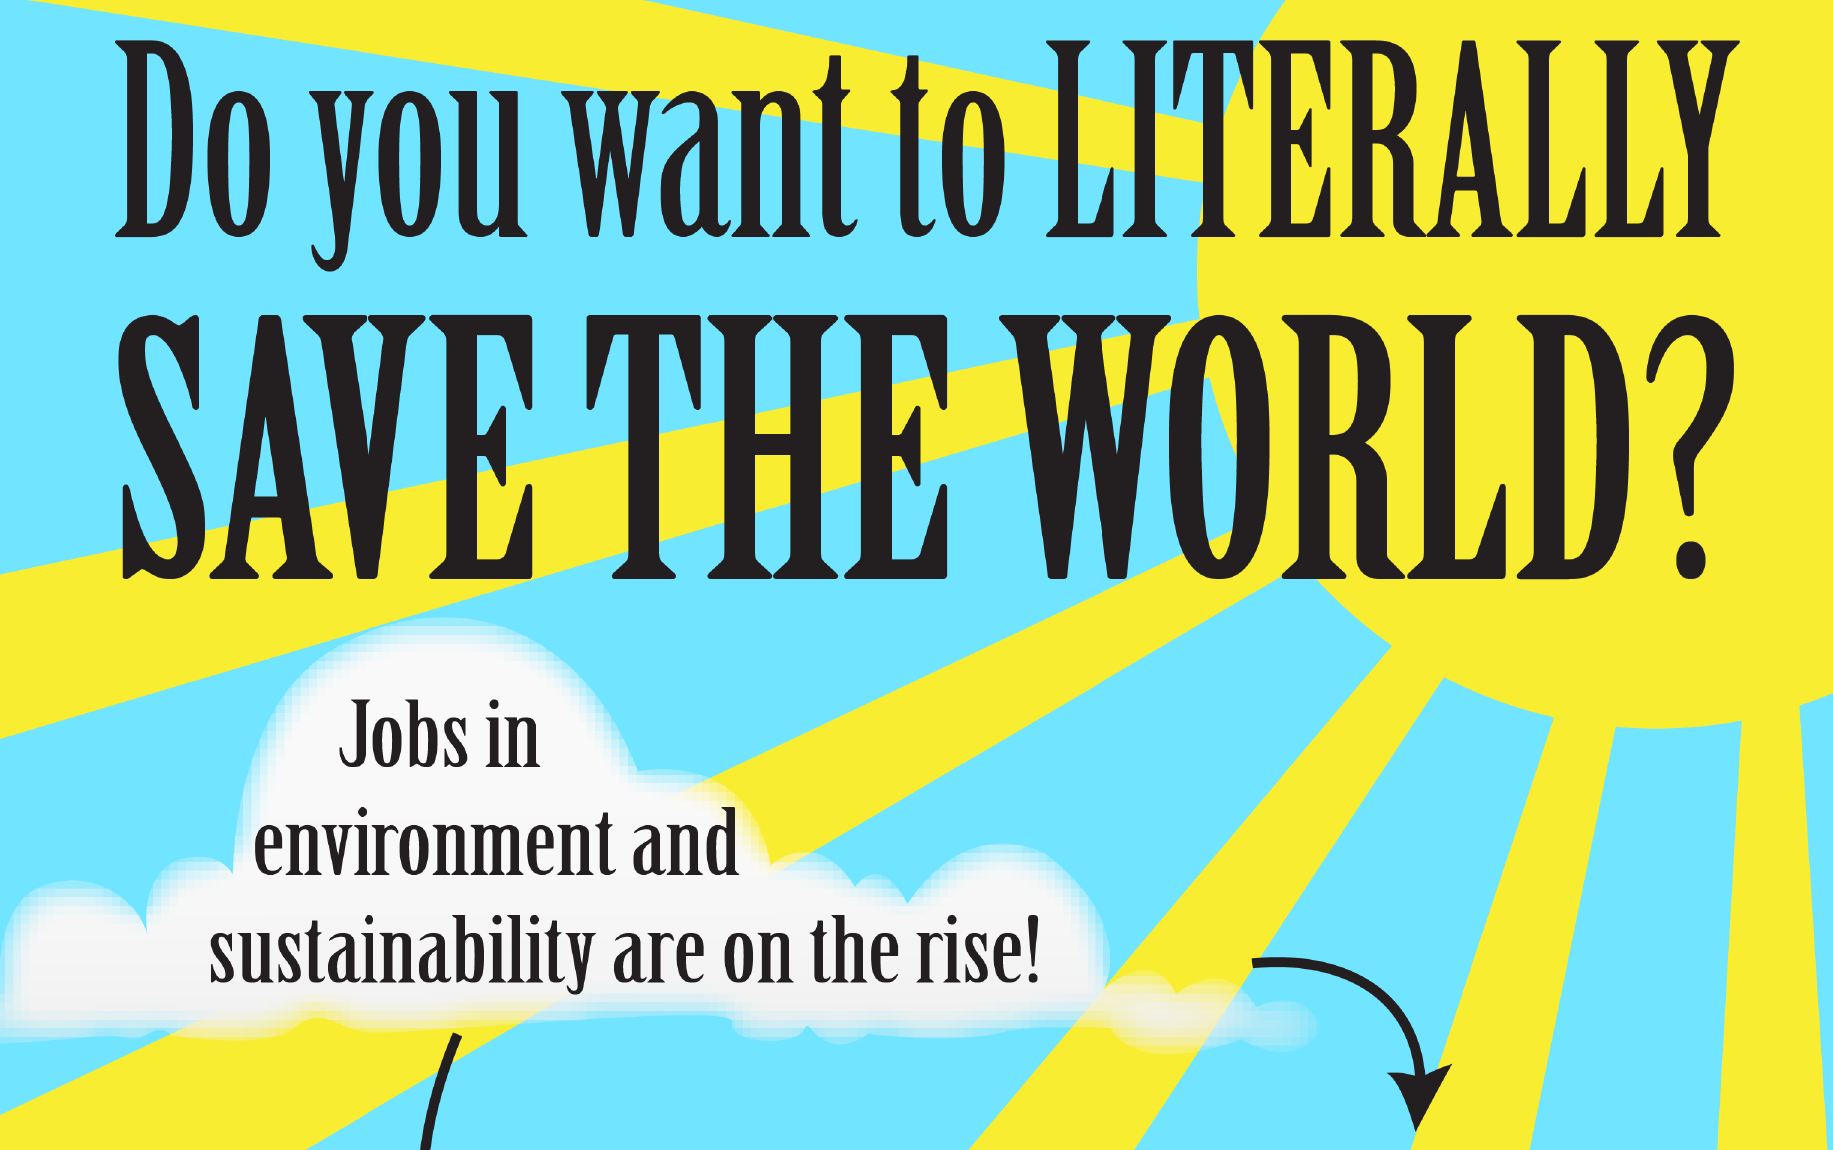 Do you want to LITERALLY
SAVE THE WORLD?
Jobs in
environment and
sustainability are on the rise!